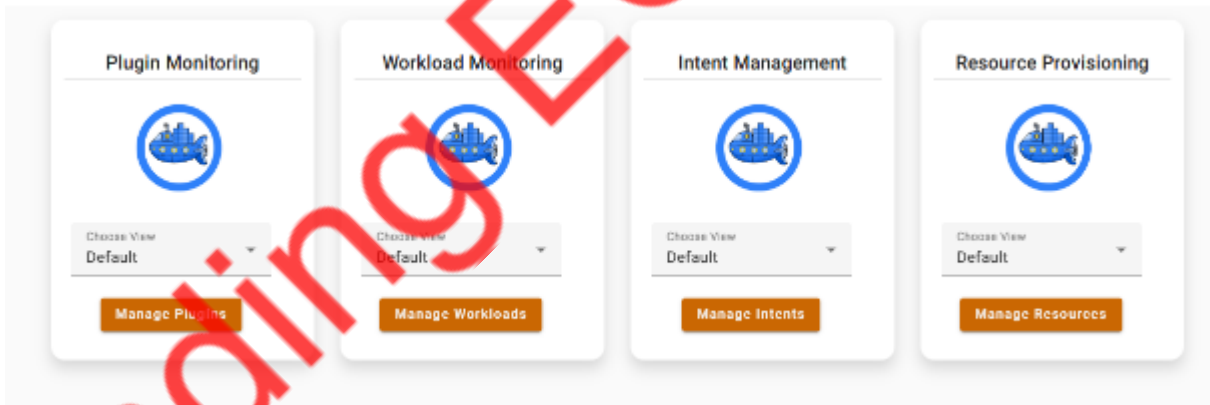 Plugin Monitoring
Workload Monitoring
Intent Management
Resource Provisioning
Choose View
Default
Choose View
Default
Choose View
Default
Choose View
Default
Manage Plugins
Manage Workloads
Manage Intents
Manage Resources